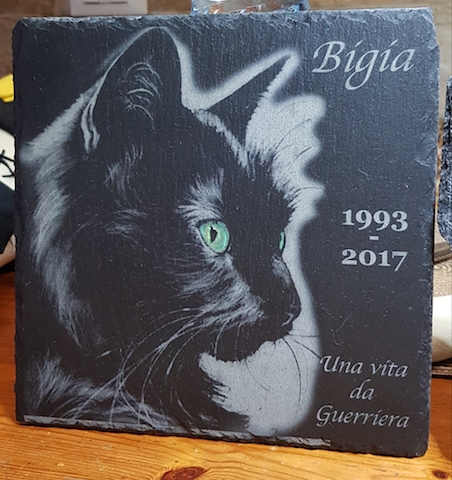 Bigia
1993
-
2017
Una vita
da
Guerriera